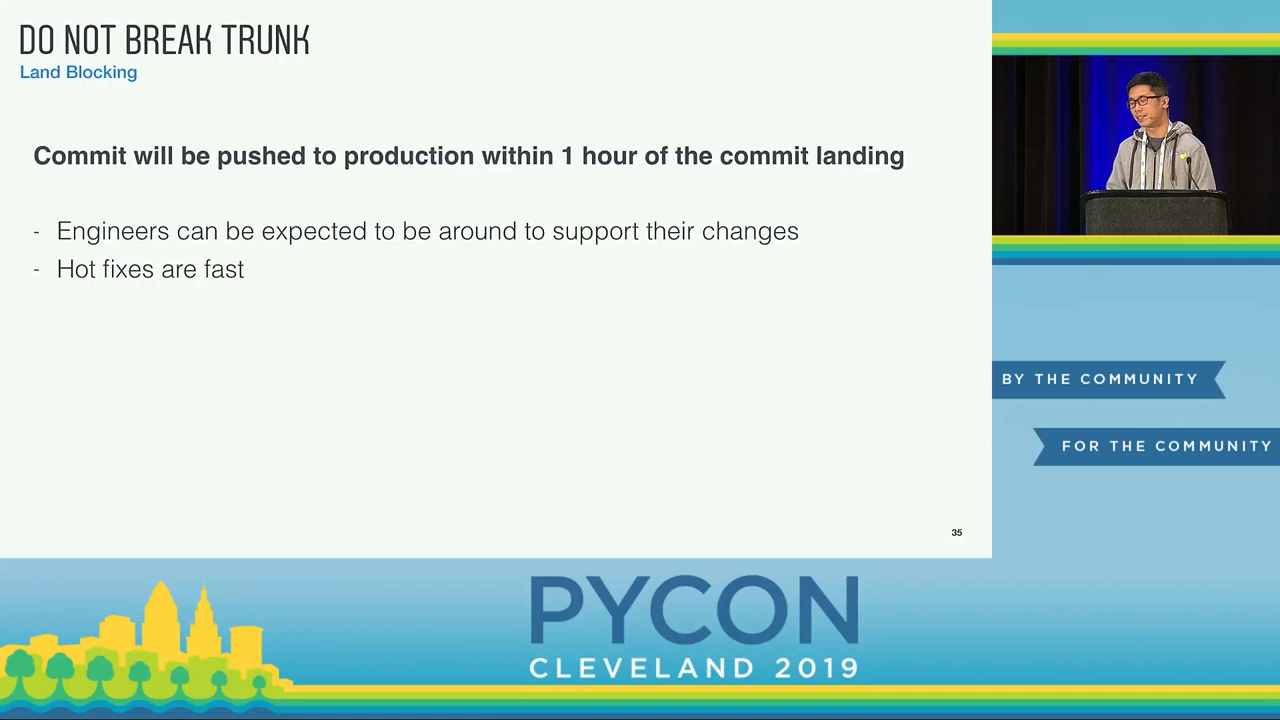 DO NOT BREAK TRUNK
Land Blocking
Commit will be pushed to production within 1 hour of the commit landing
- Engineers can be expected to be around to support their changes
- Hot fixes are fast
35
BY THE COMMUNITY
FOR THE COMMUNITY
PYCON
CLEVELAND 2019